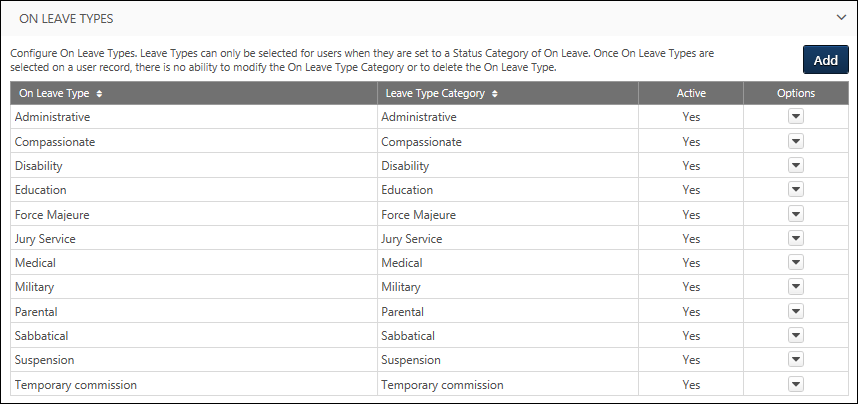 ON LEAVE TYPES
Configure On Leave Types. Leave Types can only be selected for users when they are set to a Status Category of On Leave. Once On Leave Types are
selected on a user record, there is no ability to modify the On Leave Type Category or to delete the On Leave Type.
Add
On Leave Type Leave Type Category Active Options
Administrative Administrative Yes
Compassionate Compassionate Yes
Disability Disability Yes
Education Education Yes
Force Majeure Force Majeure Yes
Jury Service Jury Service Yes
Medical Medical Yes
Military Military Yes
Parental Parental Yes
Sabbatical Sabbatical Yes
Suspension Suspension Yes
Temporary commission Temporary commission Yes